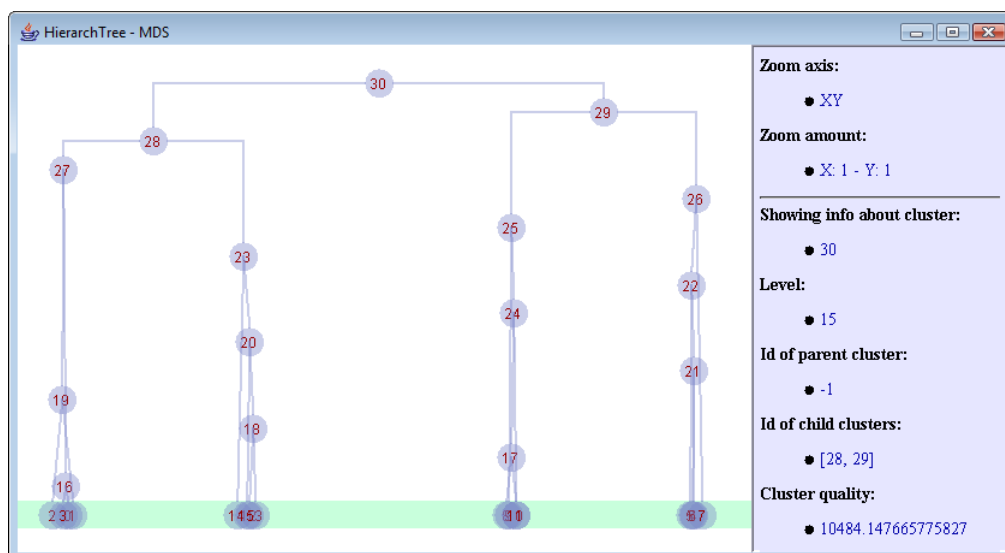 HierarchTree - MDS
30
29
28
27
26
25
23
22
24
20
21
19
18
17
16
Zoom axis:
XY
Zoom amount:
X: 1 - Y: 1
Showing info about cluster:
30
Level:
15
Id of parent cluster:
-1
Id of child clusters:
[28, 29]
Cluster quality:
10484.147665775827